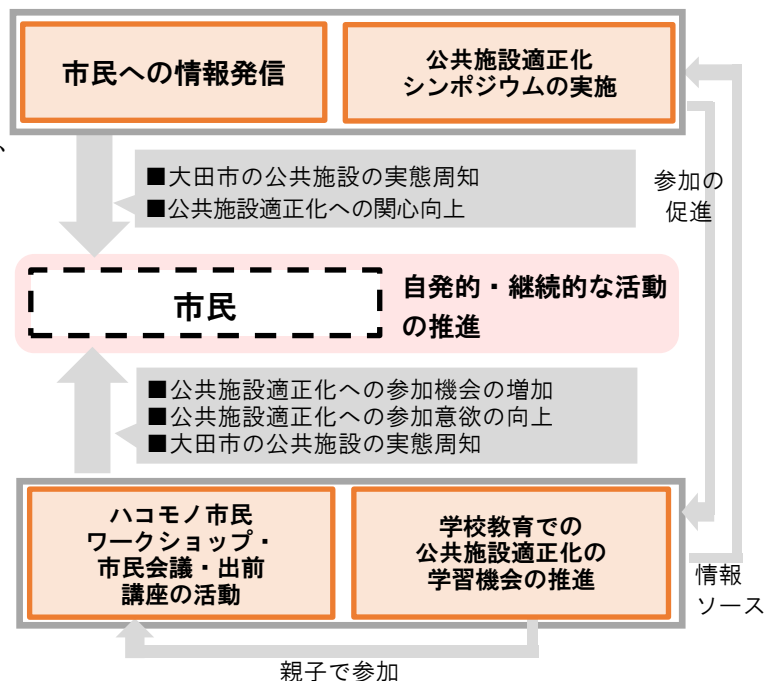 市民への情報発信
公共施設適正化
シンポジウムの実施
、
■大田市の公共施設の実態周知
■公共施設適正化への関心向上
参加の
促進
市民
自発的・継続的な活動
の推進
■公共施設適正化への参加機会の増加
■公共施設適正化への参加意欲の向上
■大田市の公共施設の実態周知
ハコモノ市民
ワークショップ・
市民会議・出前
講座の活動
学校教育での
公共施設適正化の
学習機会の推進
情報
ソース
親子で参加